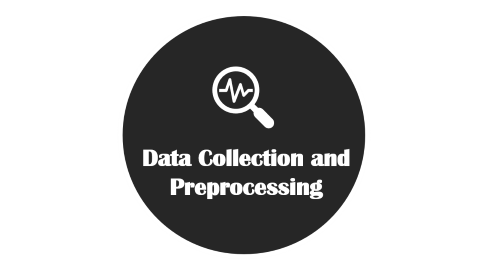 Data Collection and
Preprocessing